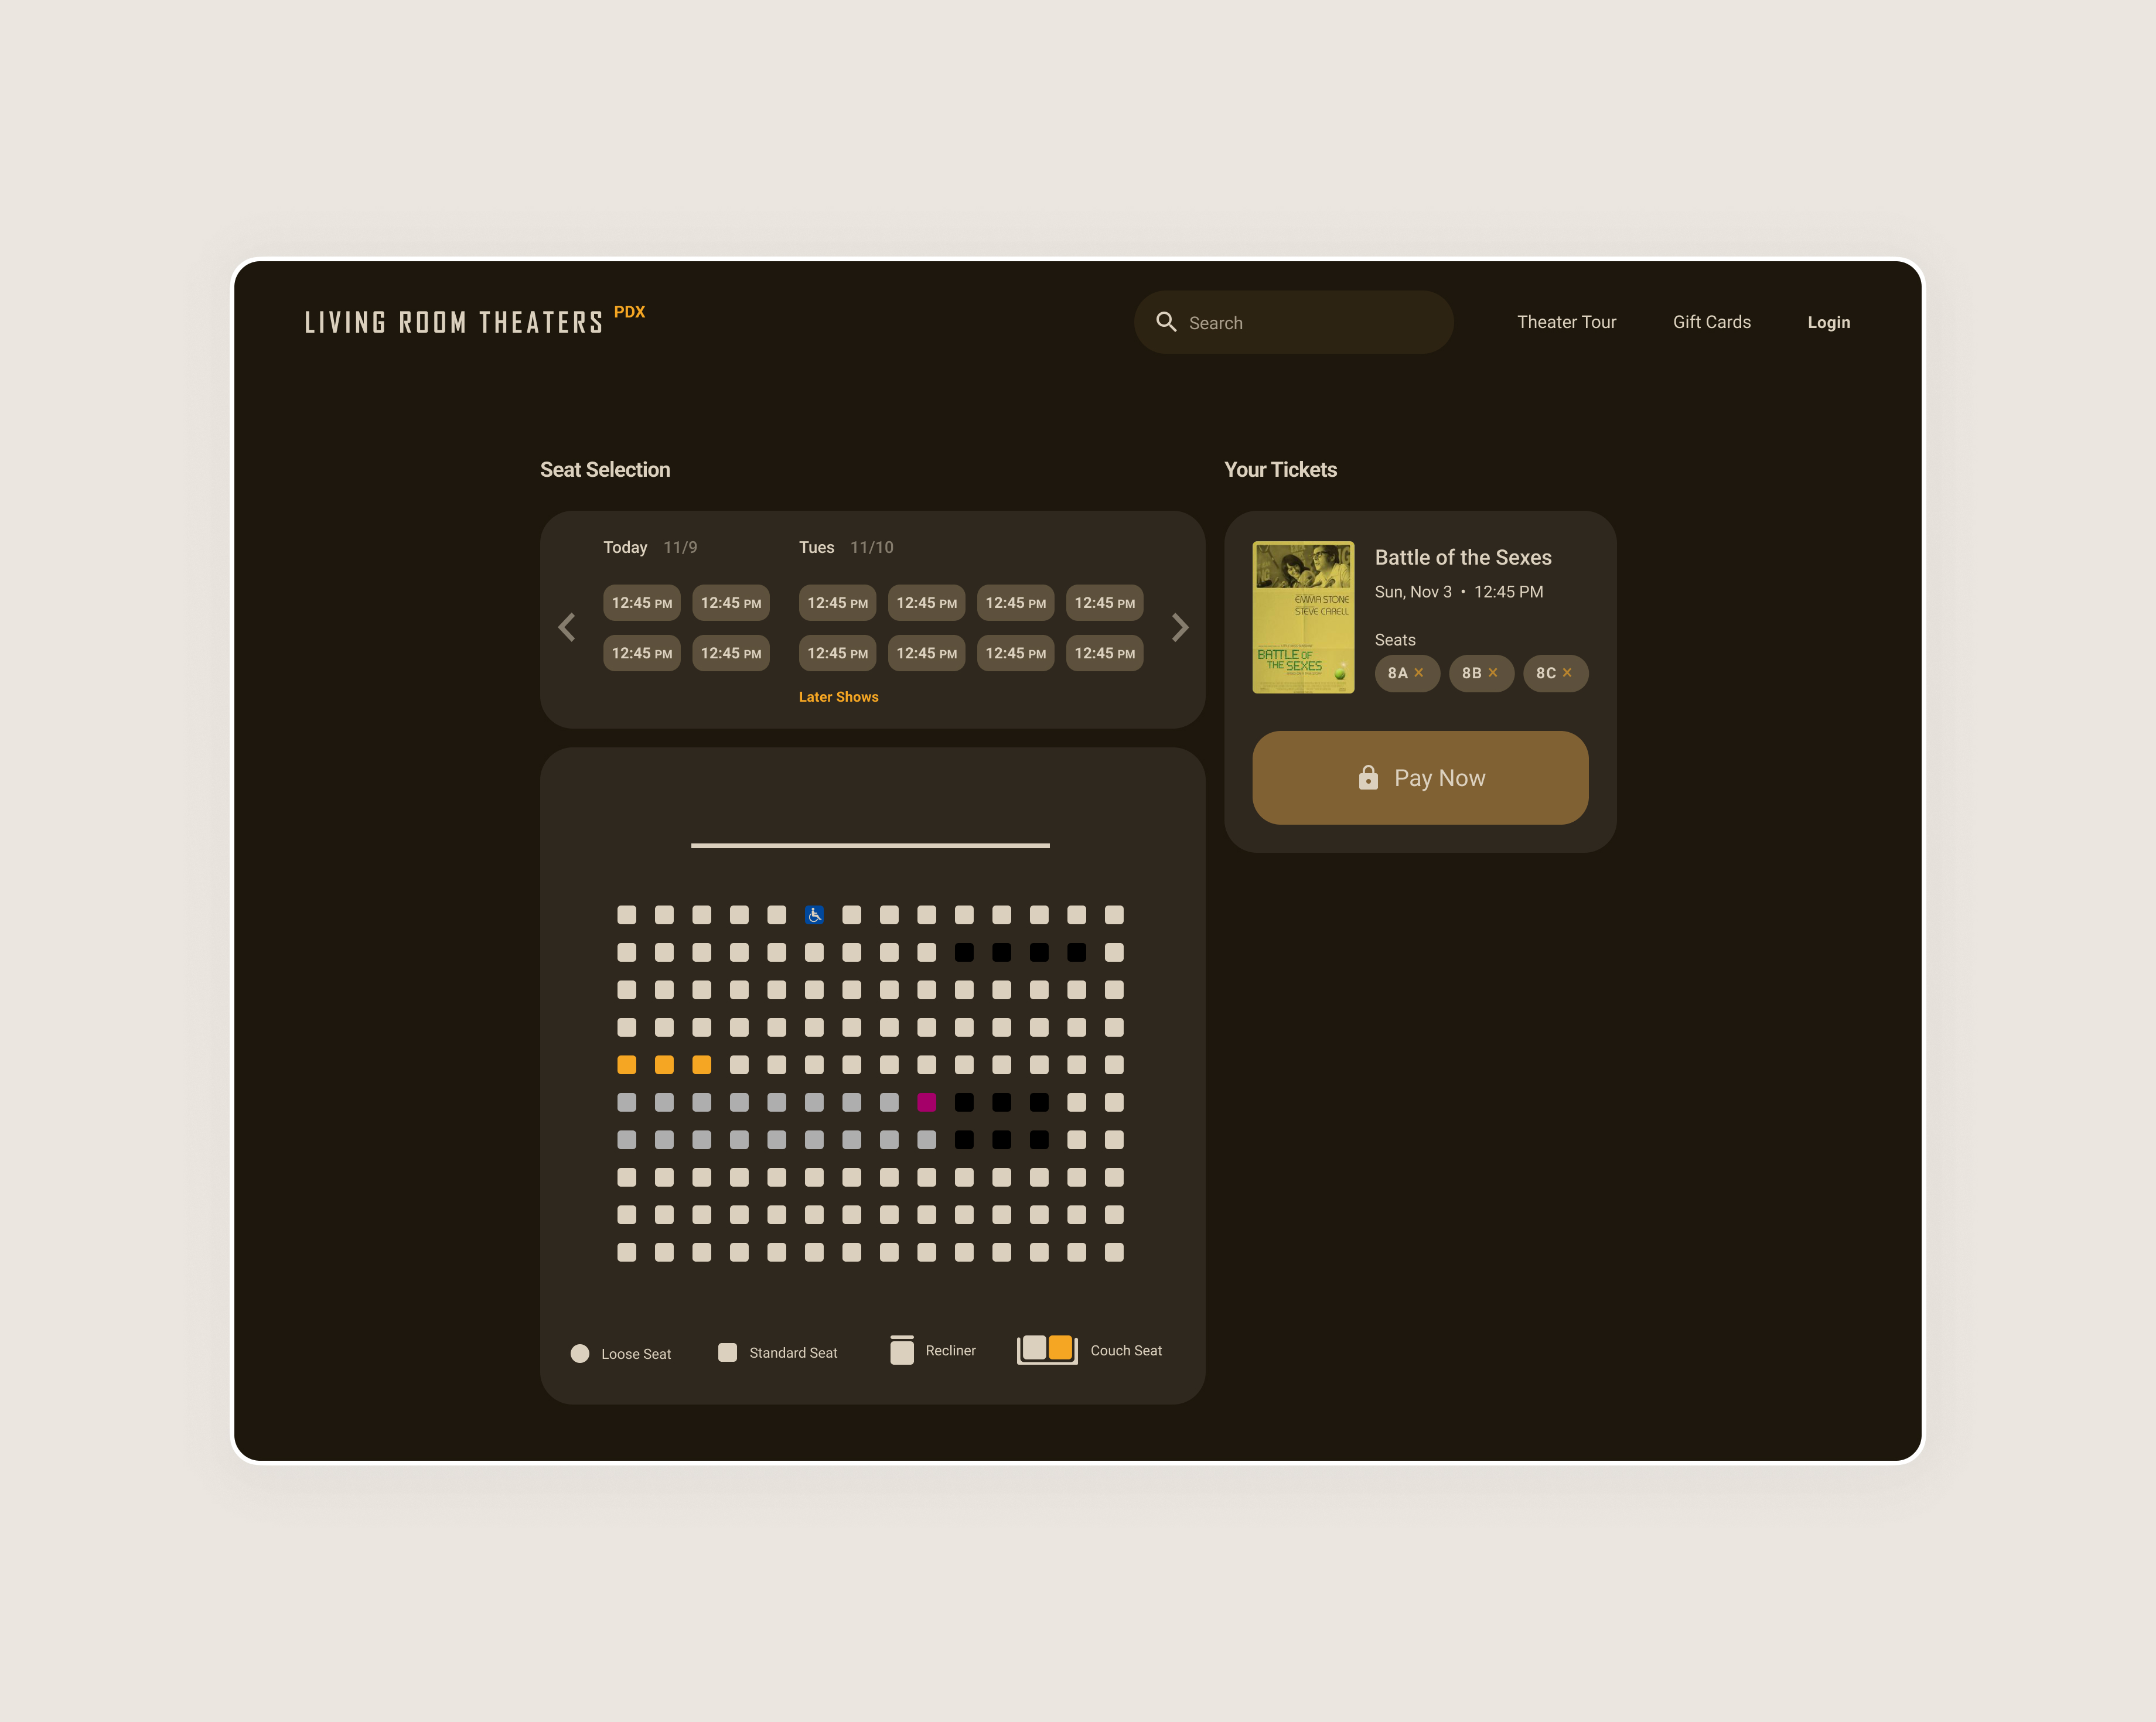 LIVING ROOM THEATERS PDX
Search
Theater Tour
Gift Cards
Login
Seat Selection
Today 11/9
Tues 11/10
12:45 PM 12:45 PM 12:45 PM 12:45 PM 12:45 PM 12:45 PM
12:45 PM 12:45 PM 12:45 PM 12:45 PM 12:45 PM 12:45 PM
Later Shows
Loose Seat
Standard Seat
Recliner
Couch Seat
Your Tickets
EMMA STONE
STEVE CARELL
BATTLE OF
THE SEXES
Battle of the Sexes
Sun, Nov 3 • 12:45 PM
Seats
8A × 8B × 8C ×
Pay Now